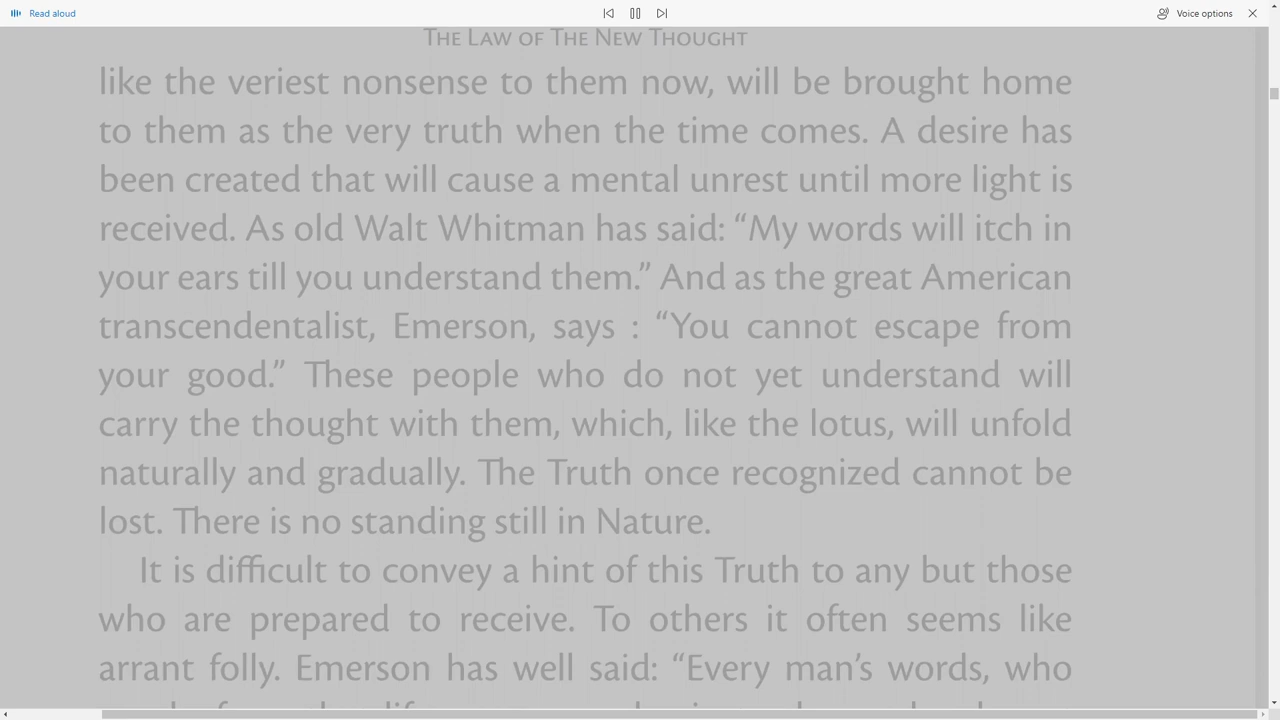 Read aloud
Voice options
The Law of The New Thought
like the veriest nonsense to them now, will be brought home
to them as the very truth when the time comes. A desire has
been created that will cause a mental unrest until more light is
received. As old Walt Whitman has said: “My words will itch in
your ears till you understand them.” And as the great American
transcendentalist, Emerson, says : “You cannot escape from
your good.” These people who do not yet understand will
carry the thought with them, which, like the lotus, will unfold
naturally and gradually. The Truth once recognized cannot be
lost. There is no standing still in Nature.
It is difficult to convey a hint of this Truth to any but those
who are prepared to receive. To others it often seems like
arrant folly. Emerson has well said: “Every man’s words, who